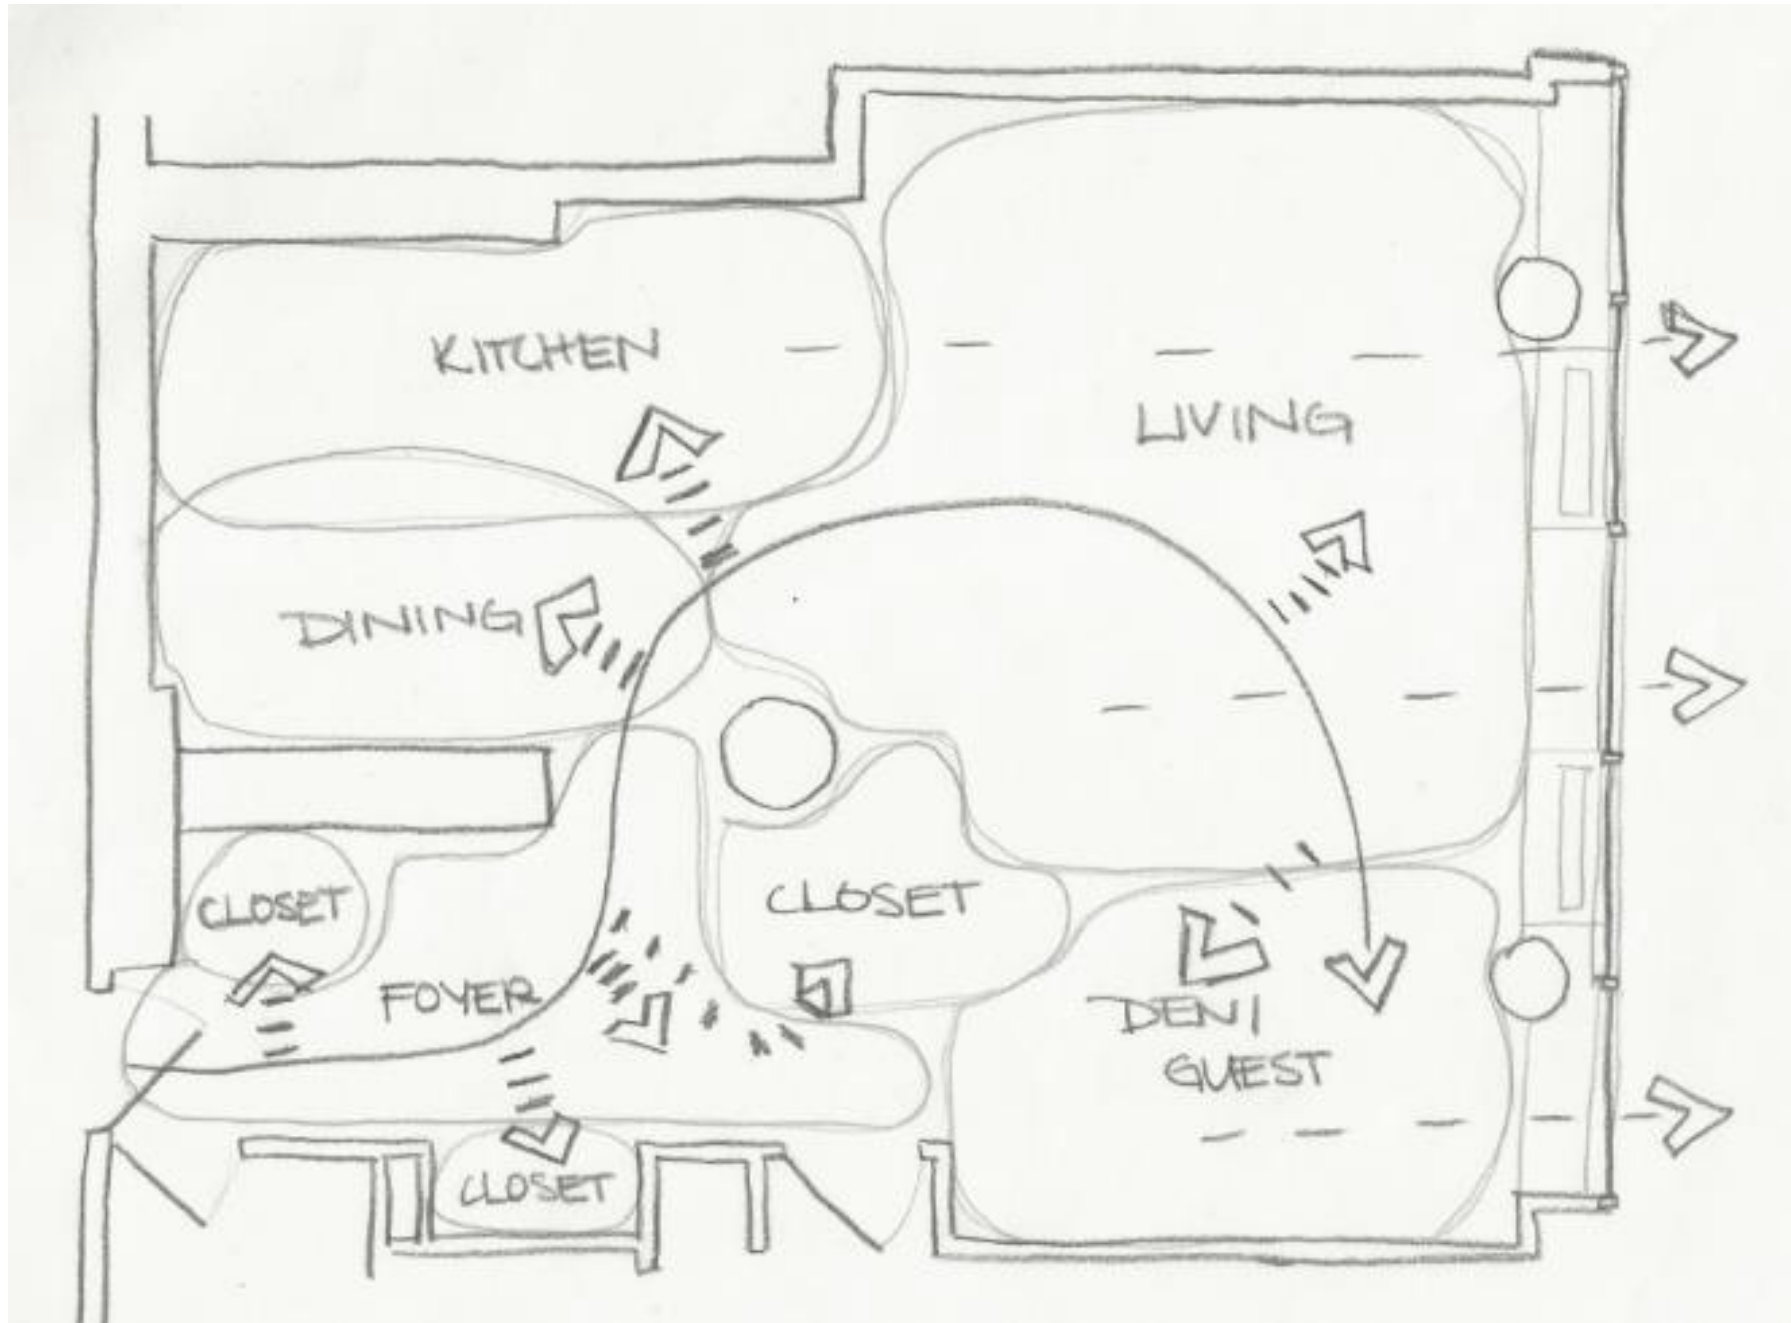 KITCHEN
LIVING
DINING
CLOSET
CLOSET
FOYER
DEN/
GUEST
CLOSET